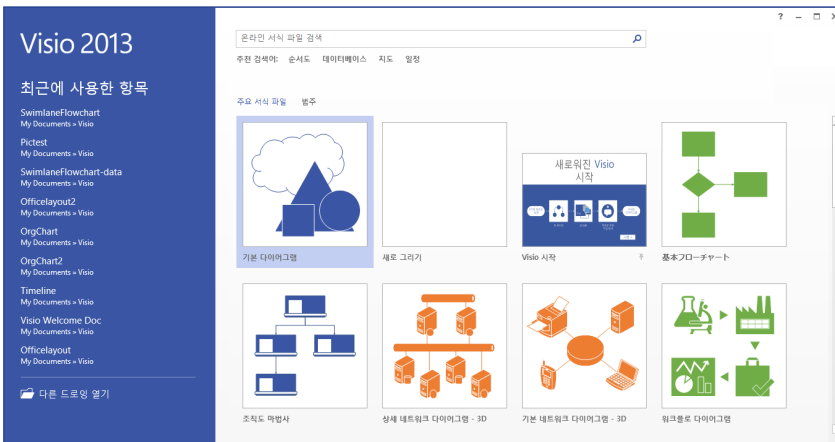 Visio 2013
최근에 사용한 항목
SwimlaneFlowchart
My Documents » Visio
Pictest
My Documents » Visio
SwimlaneFlowchart-data
My Documents » Visio
Officelayout2
My Documents » Visio
OrgChart
My Documents » Visio
OrgChart2
My Documents » Visio
Timeline
My Documents » Visio
Visio Welcome Doc
My Documents » Visio
Officelayout
My Documents » Visio
다른 드로잉 열기
?
온라인 서식 파일 검색
추천 검색어: 순서도 데이터베이스 지도 일정
주요 서식 파일 범주
새로워진 Visio
시작
기본 다이어그램
새로 그리기
Visio 시작
基本フローチャート
조직도 마법사
상세 네트워크 다이어그램 - 3D
기본 네트워크 다이어그램 - 3D
워크플로 다이어그램